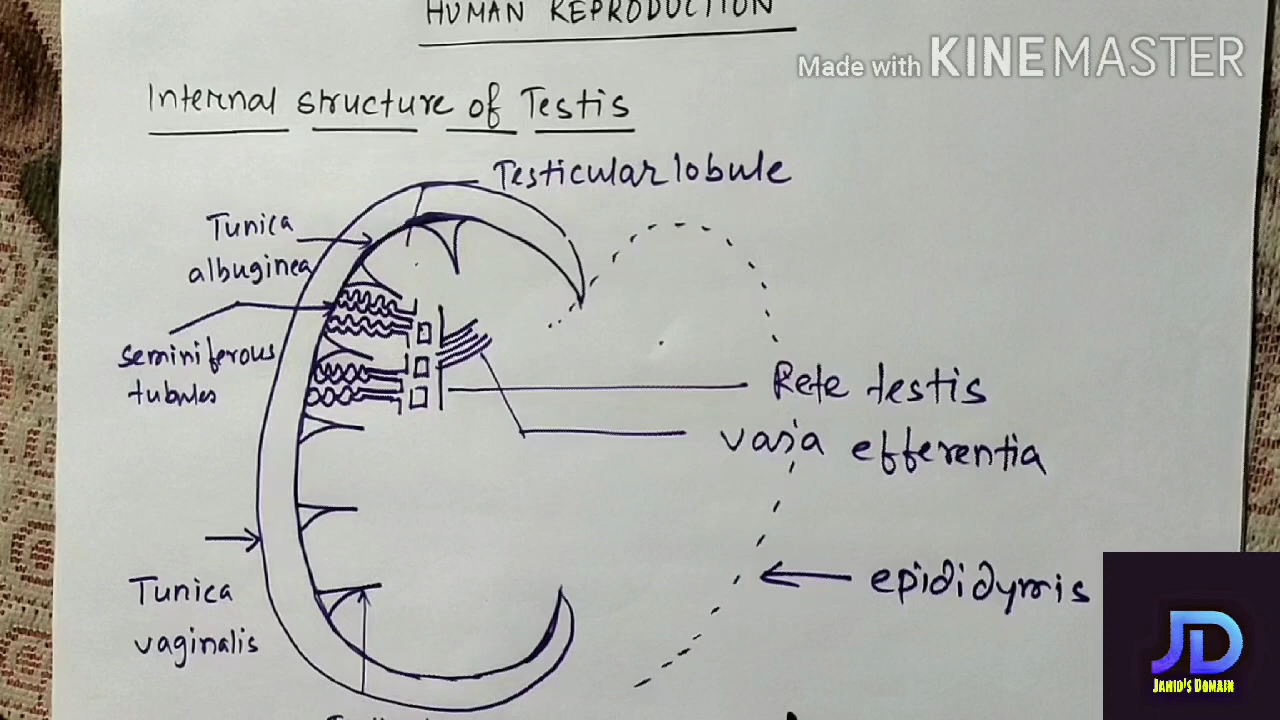 HUMAN REPRODUCTION
Made with KINEMASTER
Internal structure of Testis
Testicular lobule
Tunica
albuginea
seminiferous
tubules
Rete testis
vasa efferentia
Tunica
vaginalis
epididymis
JD
JAHID'S DOMAIN